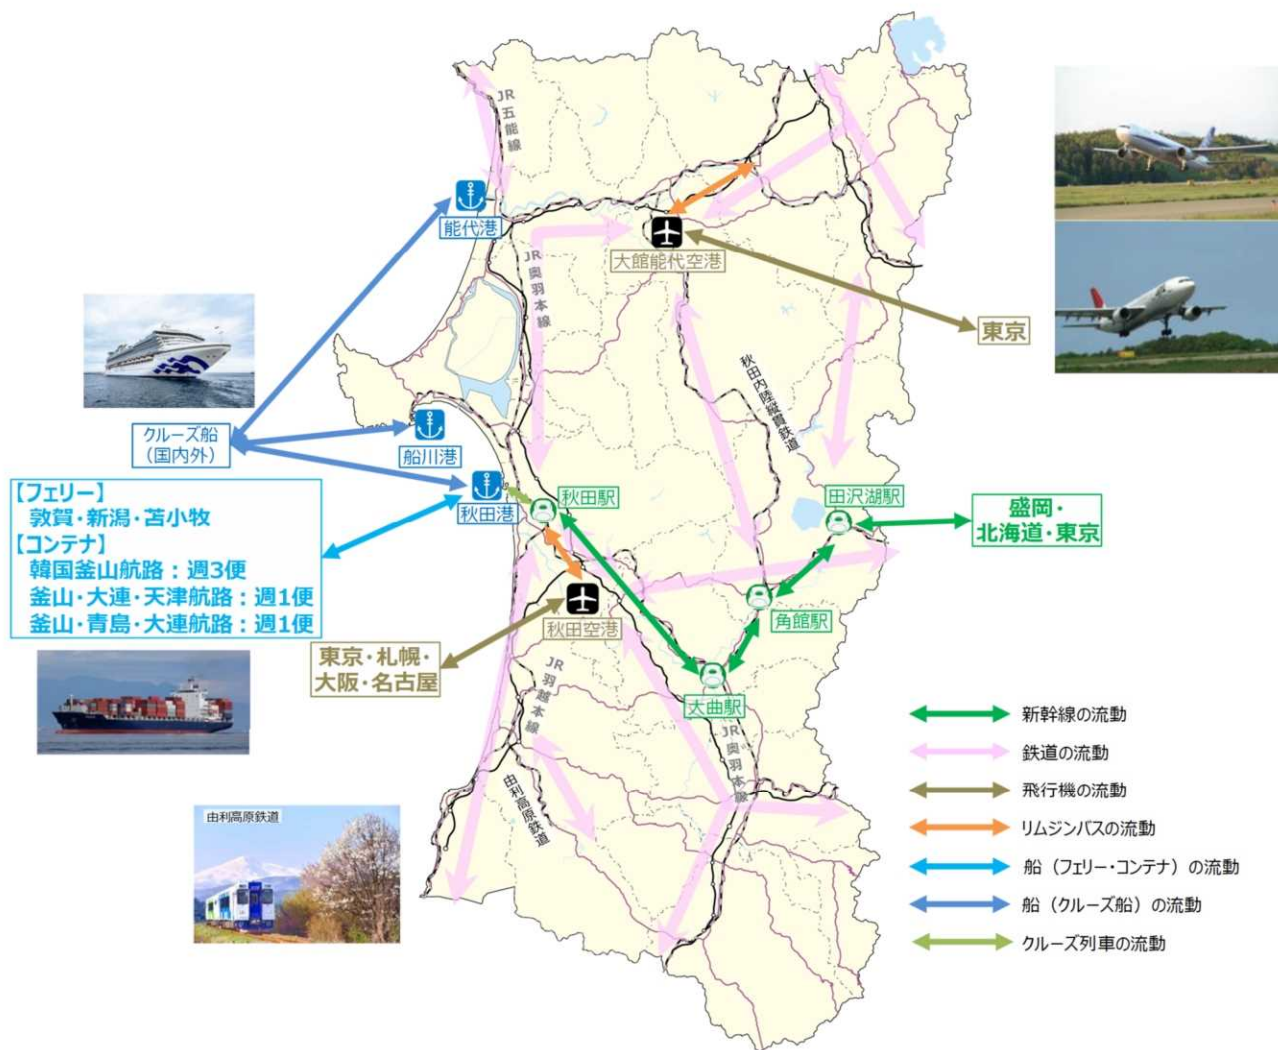 JR五能線
能代港
大館能代空港
JR奥羽本線
東京
秋田内陸縦貫鉄道
クルーズ船
（国内外）
船川港
秋田港
秋田駅
田沢湖駅
盛岡・
北海道・東京
【フェリー】
敦賀・新潟・苫小牧
【コンテナ】
韓国釜山航路：週3便
釜山・大連・天津航路：週1便
釜山・青島・大連航路：週1便
角館駅
秋田空港
東京・札幌・
大阪・名古屋
JR羽越本線
大曲駅
JR奥羽本線
由利高原鉄道
由利高原鉄道
新幹線の流動
鉄道の流動
飛行機の流動
リムジンバスの流動
船（フェリー・コンテナ）の流動
船（クルーズ船）の流動
クルーズ列車の流動